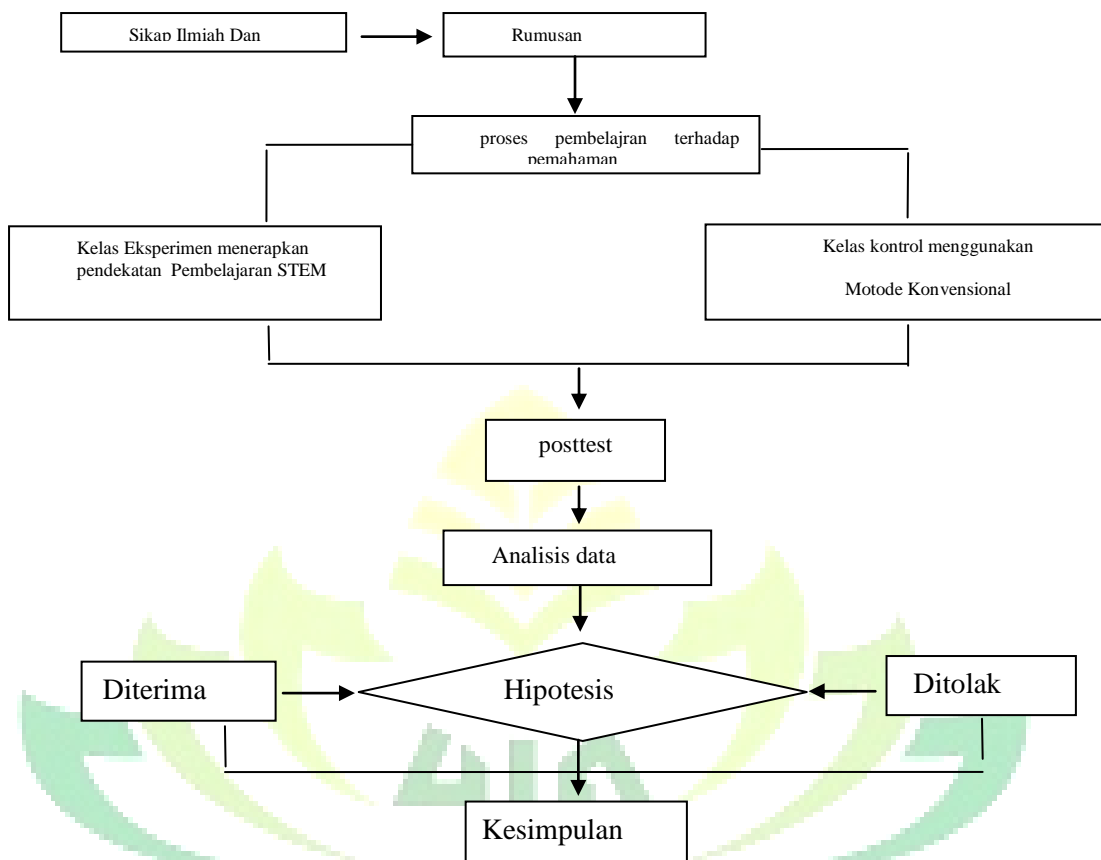 Sikap Ilmiah Dan
Rumusan
proses pembelajran terhadap
pemahaman
Kelas Eksperimen menerapkan
pendekatan Pembelajaran STEM
Kelas kontrol menggunakan
Motode Konvensional
posttest
Analisis data
Diterima
Hipotesis
Ditolak
Kesimpulan